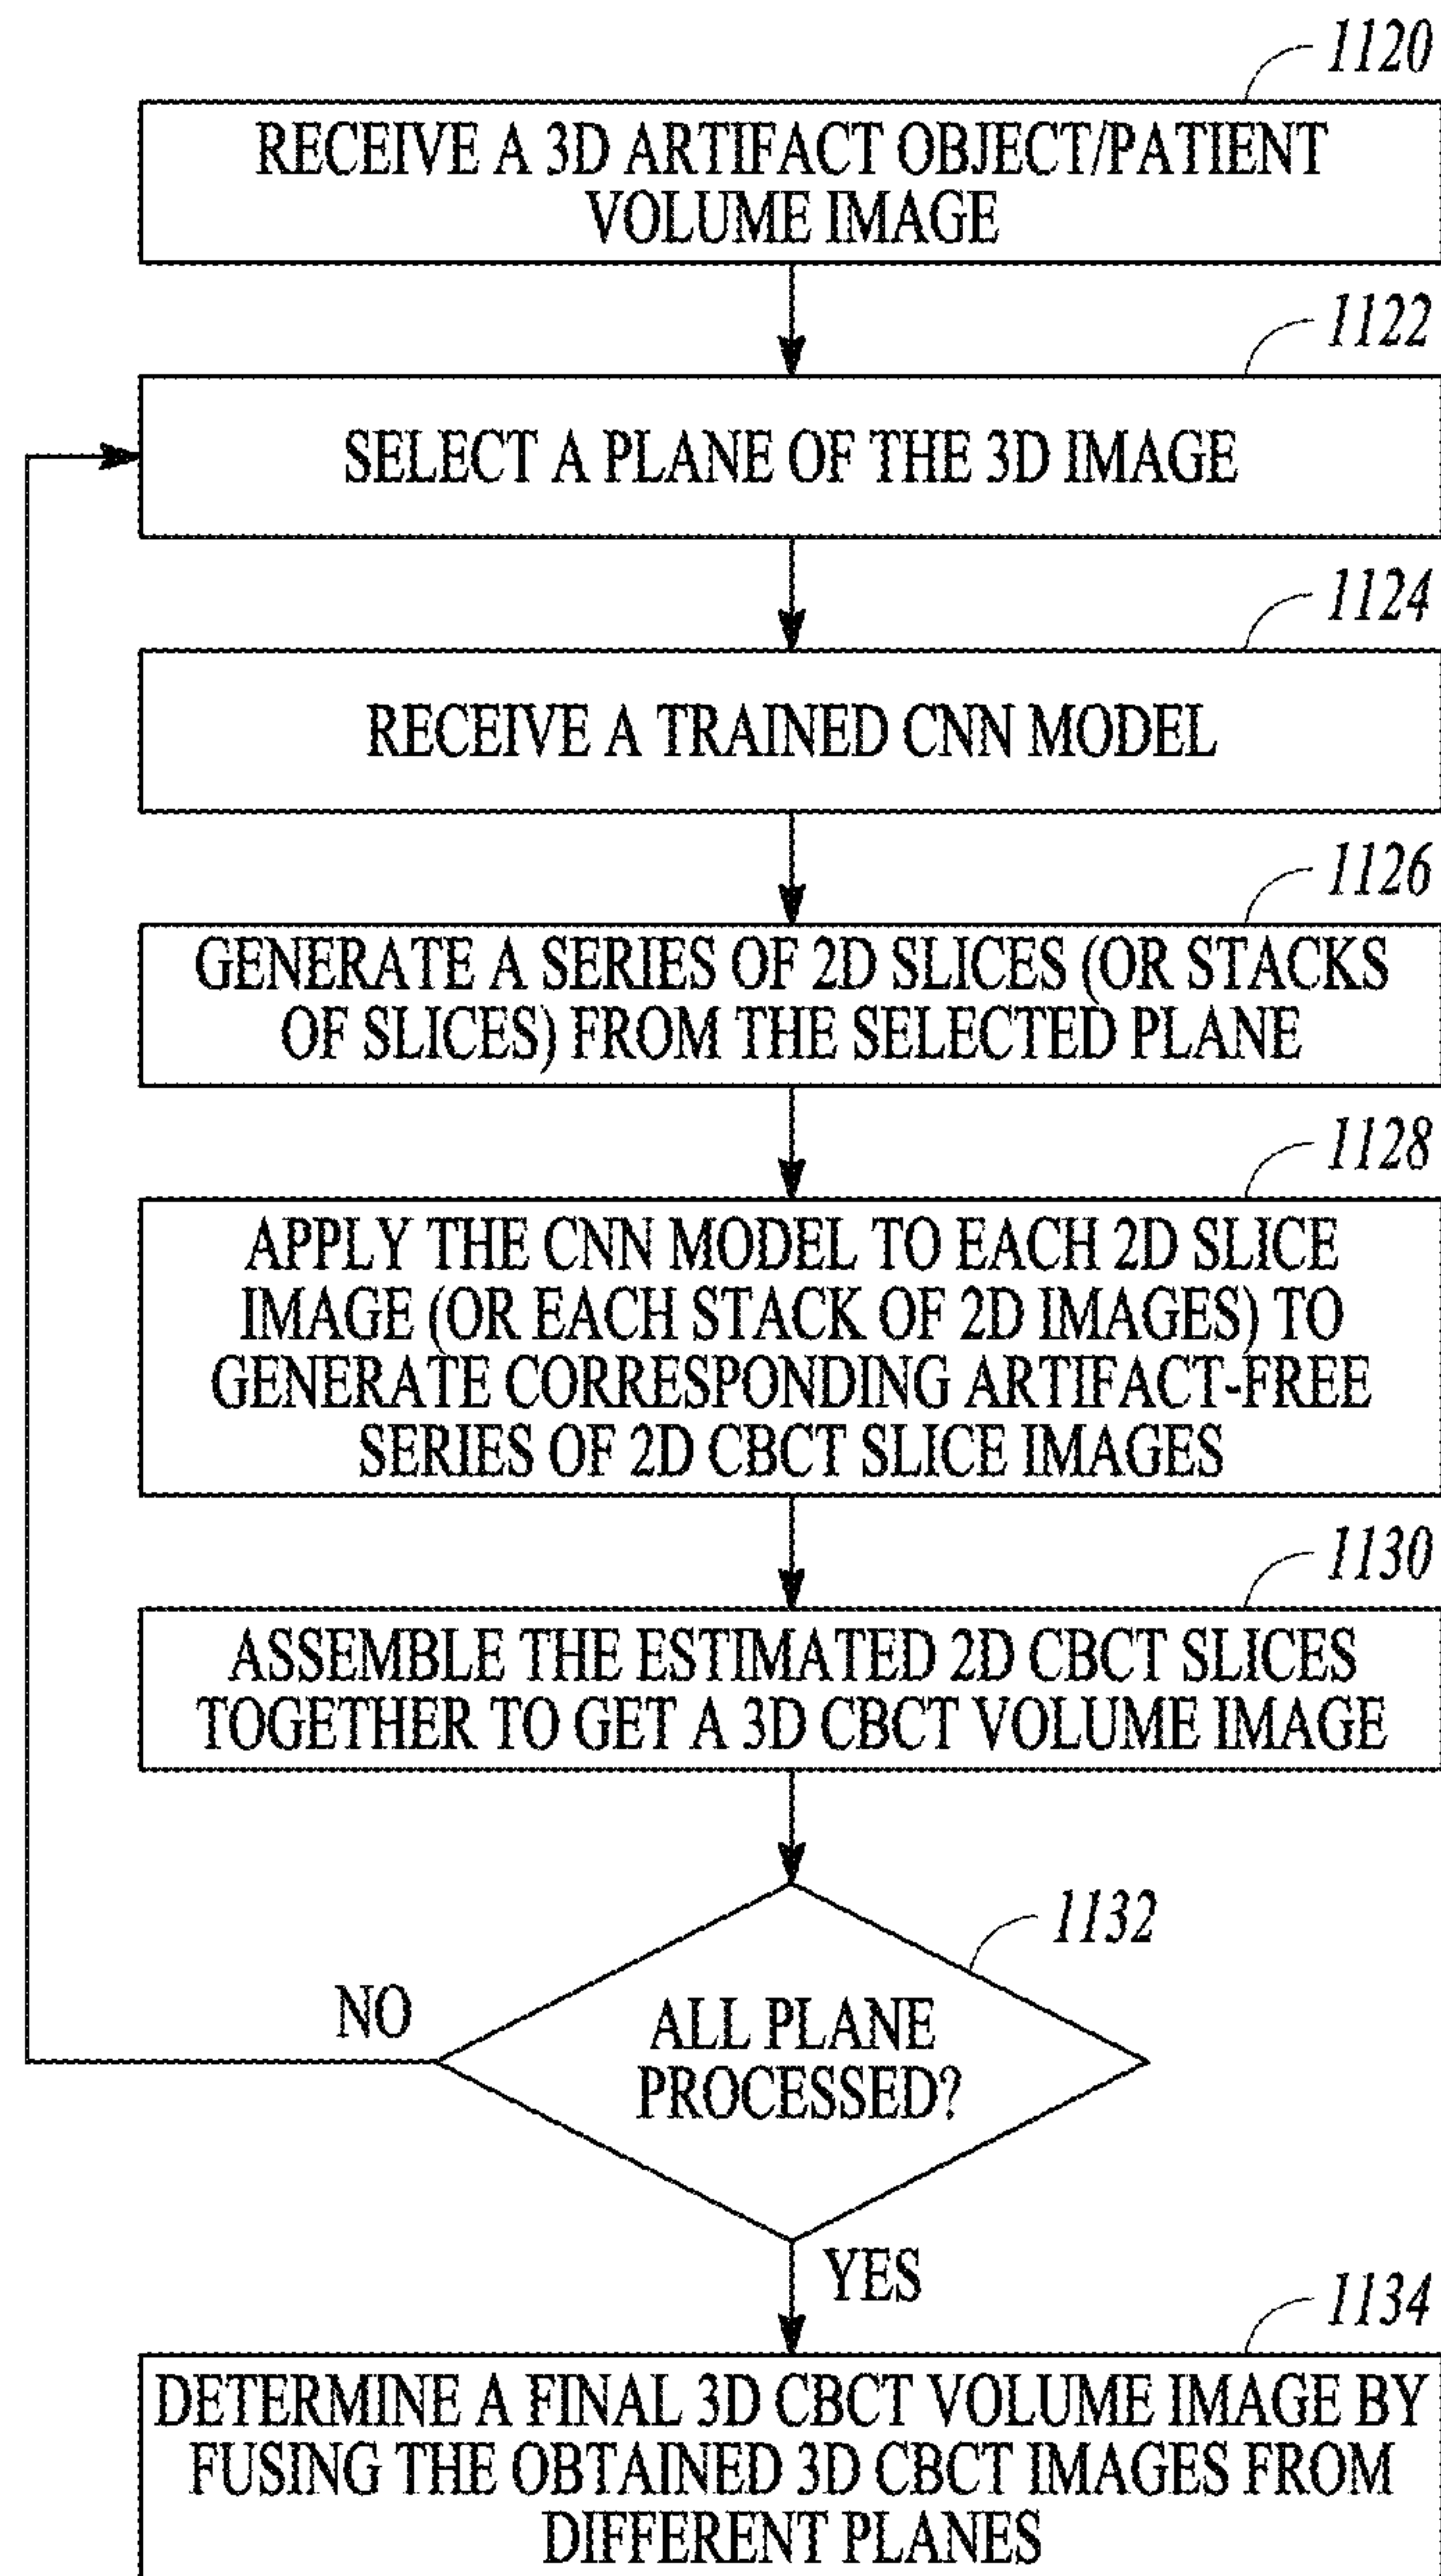 1120
RECEIVE A 3D ARTIFACT OBJECT/PATIENT
VOLUME IMAGE
1122
SELECT A PLANE OF THE 3D IMAGE
1124
RECEIVE A TRAINED CNN MODEL
1126
GENERATE A SERIES OF 2D SLICES (OR STACKS
OF SLICES) FROM THE SELECTED PLANE
1128
APPLY THE CNN MODEL TO EACH 2D SLICE
IMAGE (OR EACH STACK OF 2D IMAGES) TO
GENERATE CORRESPONDING ARTIFACT-FREE
SERIES OF 2D CBCT SLICE IMAGES
1130
ASSEMBLE THE ESTIMATED 2D CBCT SLICES
TOGETHER TO GET A 3D CBCT VOLUME IMAGE
1132
ALL PLANE
PROCESSED?
NO
YES
1134
DETERMINE A FINAL 3D CBCT VOLUME IMAGE BY
FUSING THE OBTAINED 3D CBCT IMAGES FROM
DIFFERENT PLANES